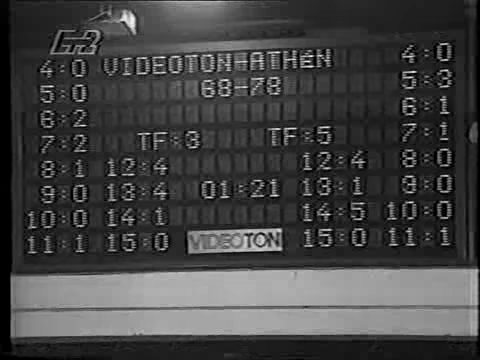 ET2
4:0 VIDEOTON-ATHEN 4:0
5:0 68-78 5:3
6:2 6:1
7:2 TF:3 TF:5 7:1
8:1 12:4 12:4 8:0
9:0 13:4 01:21 13:1 9:0
10:0 14:1 14:5 10:0
11:1 15:0 VIDEOTON 15:0 11:1